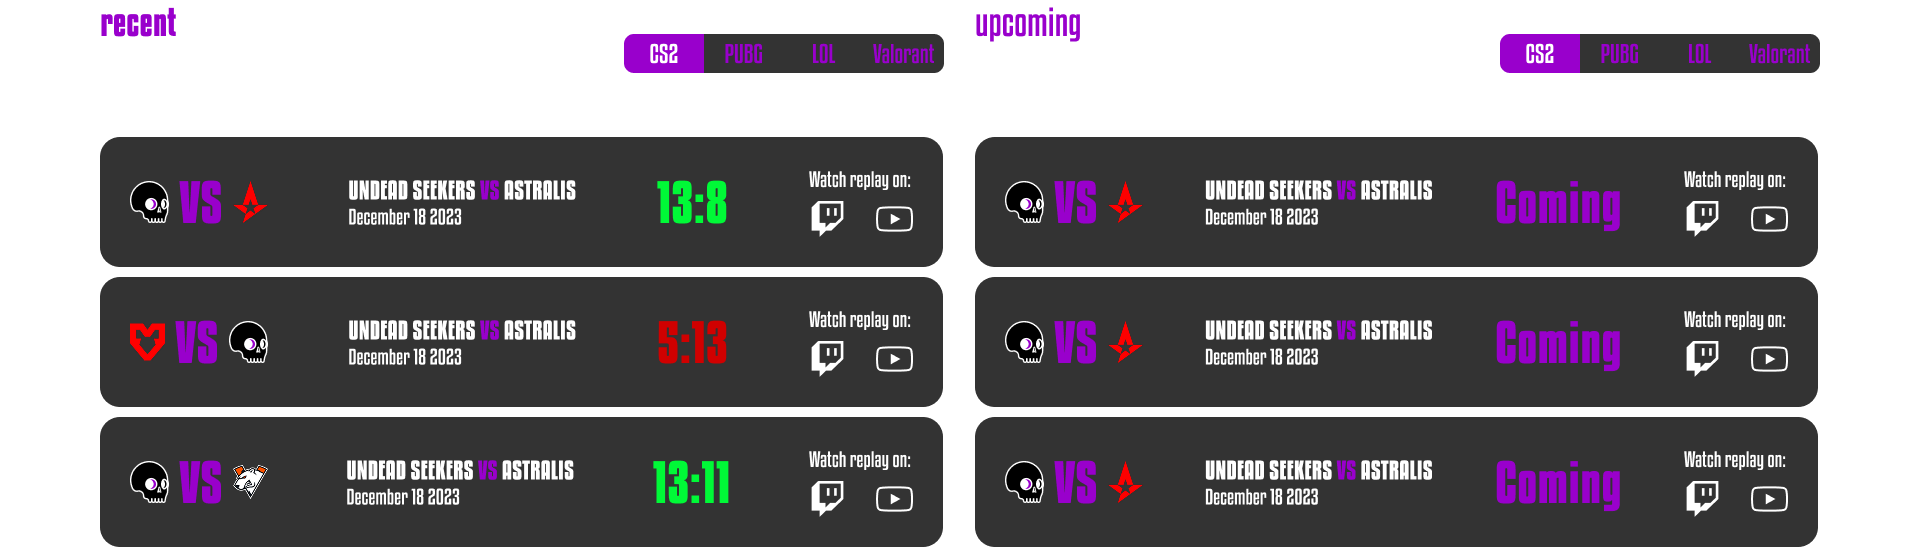 recent
CS2 PUBG LOL Valorant
VS UNDEAD SEEKERS VS ASTRALIS 13:8 Watch replay on:
December 18 2023
VS UNDEAD SEEKERS VS ASTRALIS 5:13 Watch replay on:
December 18 2023
VS UNDEAD SEEKERS VS ASTRALIS 13:11 Watch replay on:
December 18 2023
upcoming
CS2 PUBG LOL Valorant
VS UNDEAD SEEKERS VS ASTRALIS Coming Watch replay on:
December 18 2023
VS UNDEAD SEEKERS VS ASTRALIS Coming Watch replay on:
December 18 2023
VS UNDEAD SEEKERS VS ASTRALIS Coming Watch replay on:
December 18 2023